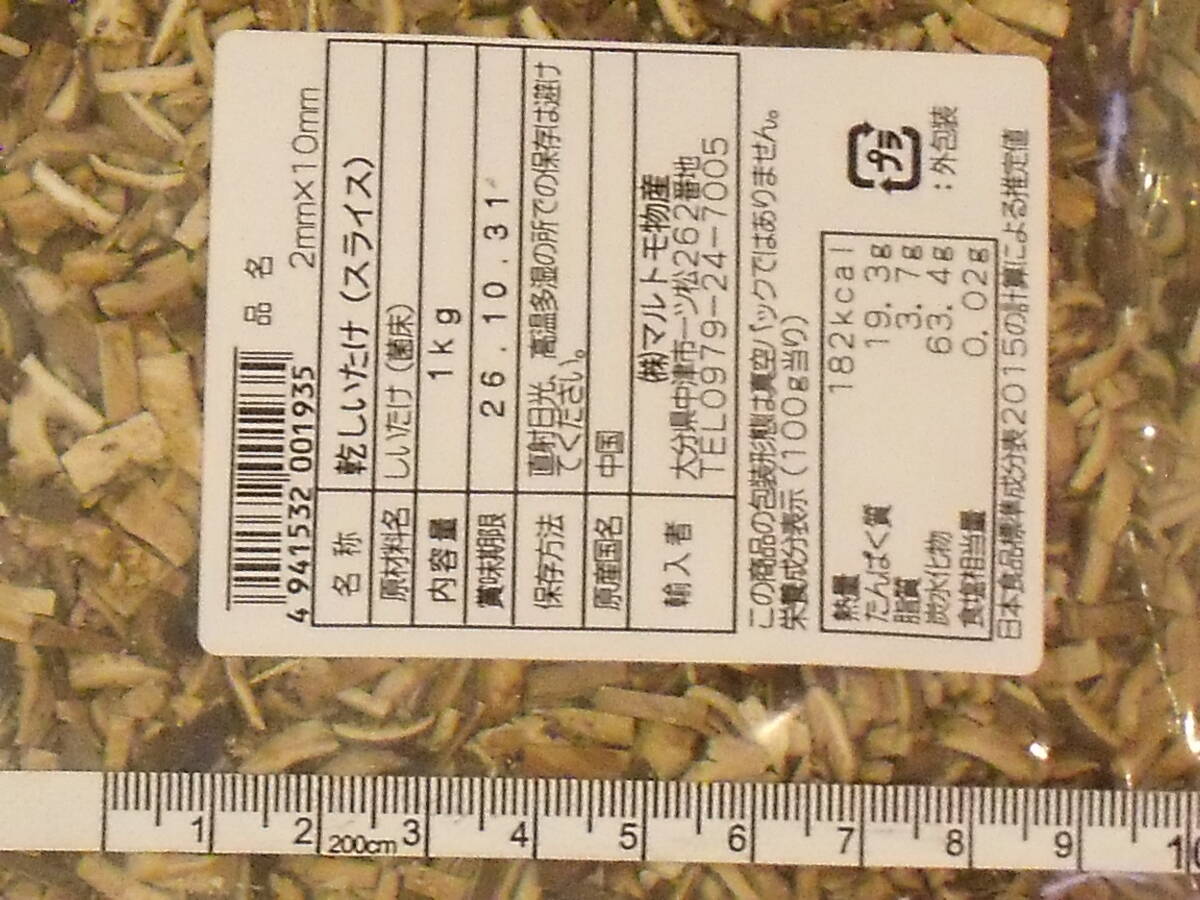 品名
2mm×10mm
4 941532 001935
名称 乾しいたけ（スライス）
原材料名 しいたけ（菌床）
内容量 1kg
賞味期限 26.10.31
保存方法 直射日光、高温多湿の所での保存は避け
てください。
原産国名 中国
輸入者 ㈱マルトモ物産
大分県中津市一ツ松262番地
TEL0979-24-7005
この商品の包装形態は真空パックではありません。
栄養成分表示（100g当り）
熱量 182kcal
たんぱく質 19.3g
脂質 3.7g
炭水化物 63.4g
食塩相当量 0.02g
日本食品標準成分表2015の計算による推定値
プラ
：外包装
1 2 200cm 3 4 5 6 7 8 9 10